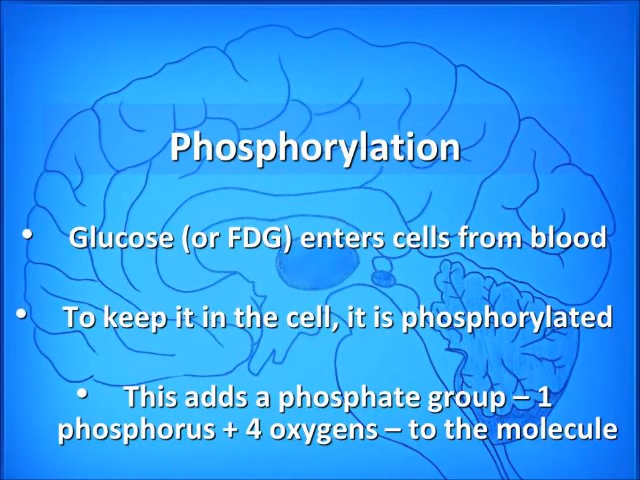 Phosphorylation
• Glucose (or FDG) enters cells from blood
• To keep it in the cell, it is phosphorylated
• This adds a phosphate group – 1
phosphorus + 4 oxygens – to the molecule